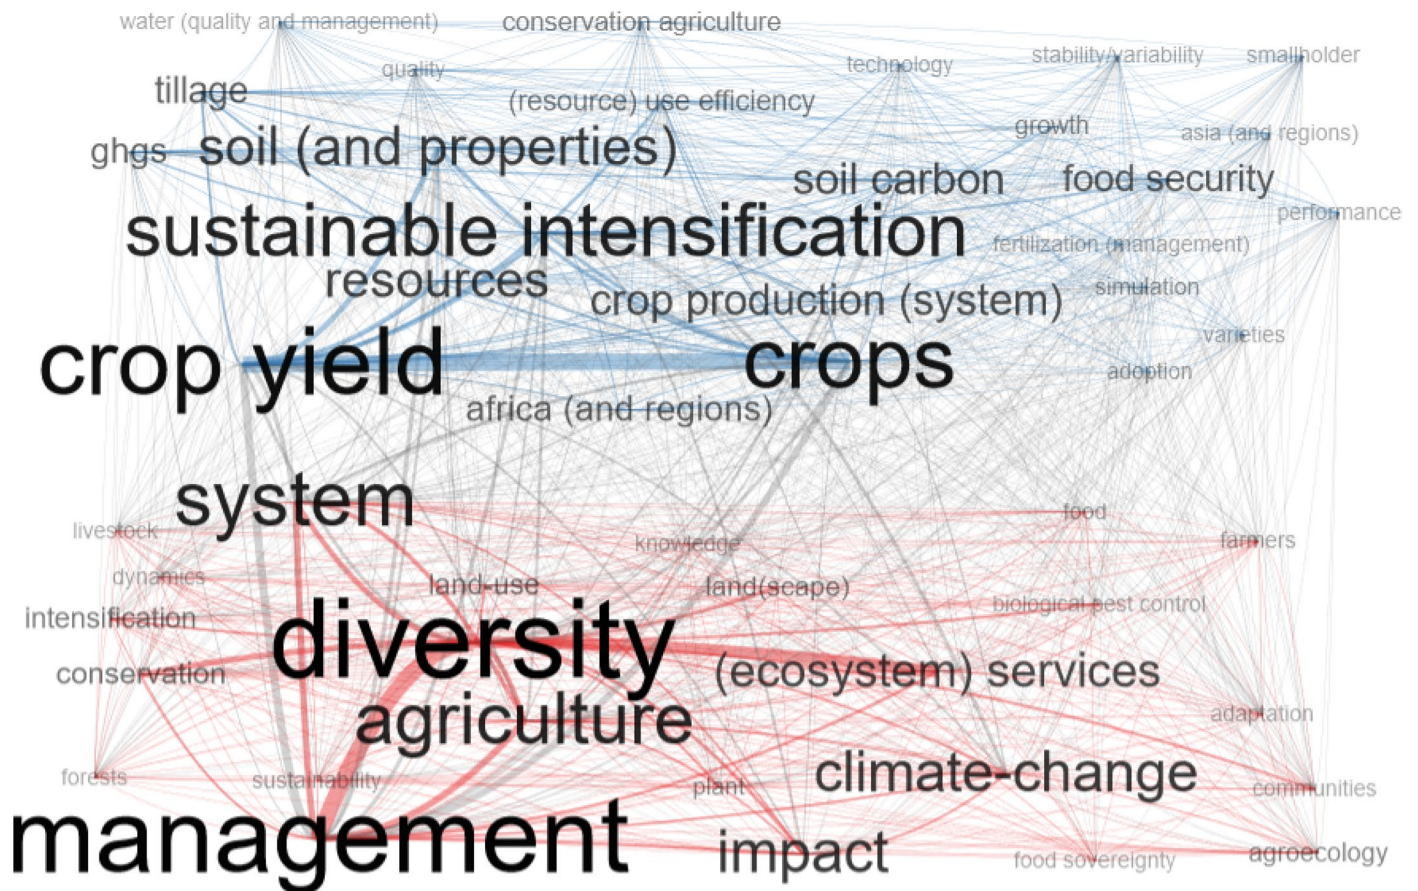 water (quality and management)
conservation agriculture
stability/variability
smallholder
quality
technology
tillage
(resource) use efficiency
growth
asia (and regions)
ghgs
soil (and properties)
soil carbon
food security
performance
sustainable intensification
fertilization (management)
resources
crop production (system)
simulation
varieties
crop yield
crops
adoption
africa (and regions)
system
food
livestock
knowledge
farmers
dynamics
land-use
land(scape)
biological pest control
intensification
diversity
conservation
(ecosystem) services
agriculture
adaptation
forests
sustainability
climate-change
plant
communities
management
impact
food sovereignty
agroecology